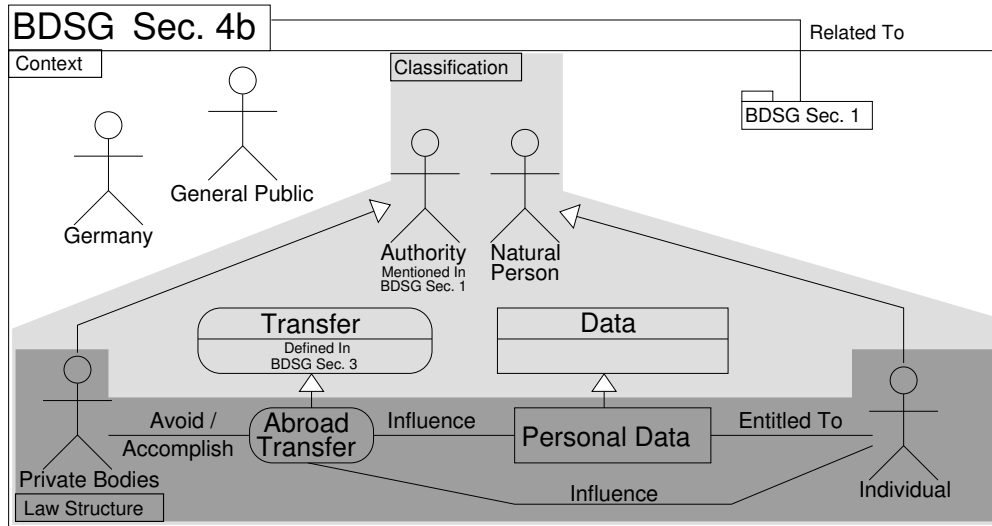 BDSG Sec. 4b
Related To
Context
Classification
BDSG Sec. 1
General Public
Germany
Authority
Mentioned In
BDSG Sec. 1
Natural
Person
Transfer
Defined In
BDSG Sec. 3
Data
Avoid /
Accomplish
Abroad
Transfer
Influence
Personal Data
Entitled To
Private Bodies
Influence
Individual
Law Structure